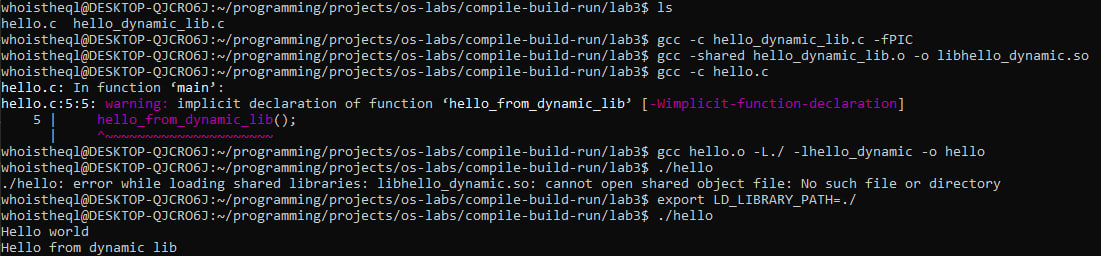 whoistheql@DESKTOP-QJCRO6J:~/programming/projects/os-labs/compile-build-run/lab3$ ls
hello.c  hello_dynamic_lib.c
whoistheql@DESKTOP-QJCRO6J:~/programming/projects/os-labs/compile-build-run/lab3$ gcc -c hello_dynamic_lib.c -fPIC
whoistheql@DESKTOP-QJCRO6J:~/programming/projects/os-labs/compile-build-run/lab3$ gcc -shared hello_dynamic_lib.o -o libhello_dynamic.so
whoistheql@DESKTOP-QJCRO6J:~/programming/projects/os-labs/compile-build-run/lab3$ gcc -c hello.c
hello.c: In function ‘main’:
hello.c:5:5: warning: implicit declaration of function ‘hello_from_dynamic_lib’ [-Wimplicit-function-declaration]
    5 |     hello_from_dynamic_lib();
      |     ^~~~~~~~~~~~~~~~~~~~~~
whoistheql@DESKTOP-QJCRO6J:~/programming/projects/os-labs/compile-build-run/lab3$ gcc hello.o -L./ -lhello_dynamic -o hello
whoistheql@DESKTOP-QJCRO6J:~/programming/projects/os-labs/compile-build-run/lab3$ ./hello
./hello: error while loading shared libraries: libhello_dynamic.so: cannot open shared object file: No such file or directory
whoistheql@DESKTOP-QJCRO6J:~/programming/projects/os-labs/compile-build-run/lab3$ export LD_LIBRARY_PATH=./
whoistheql@DESKTOP-QJCRO6J:~/programming/projects/os-labs/compile-build-run/lab3$ ./hello
Hello world
Hello from dynamic lib